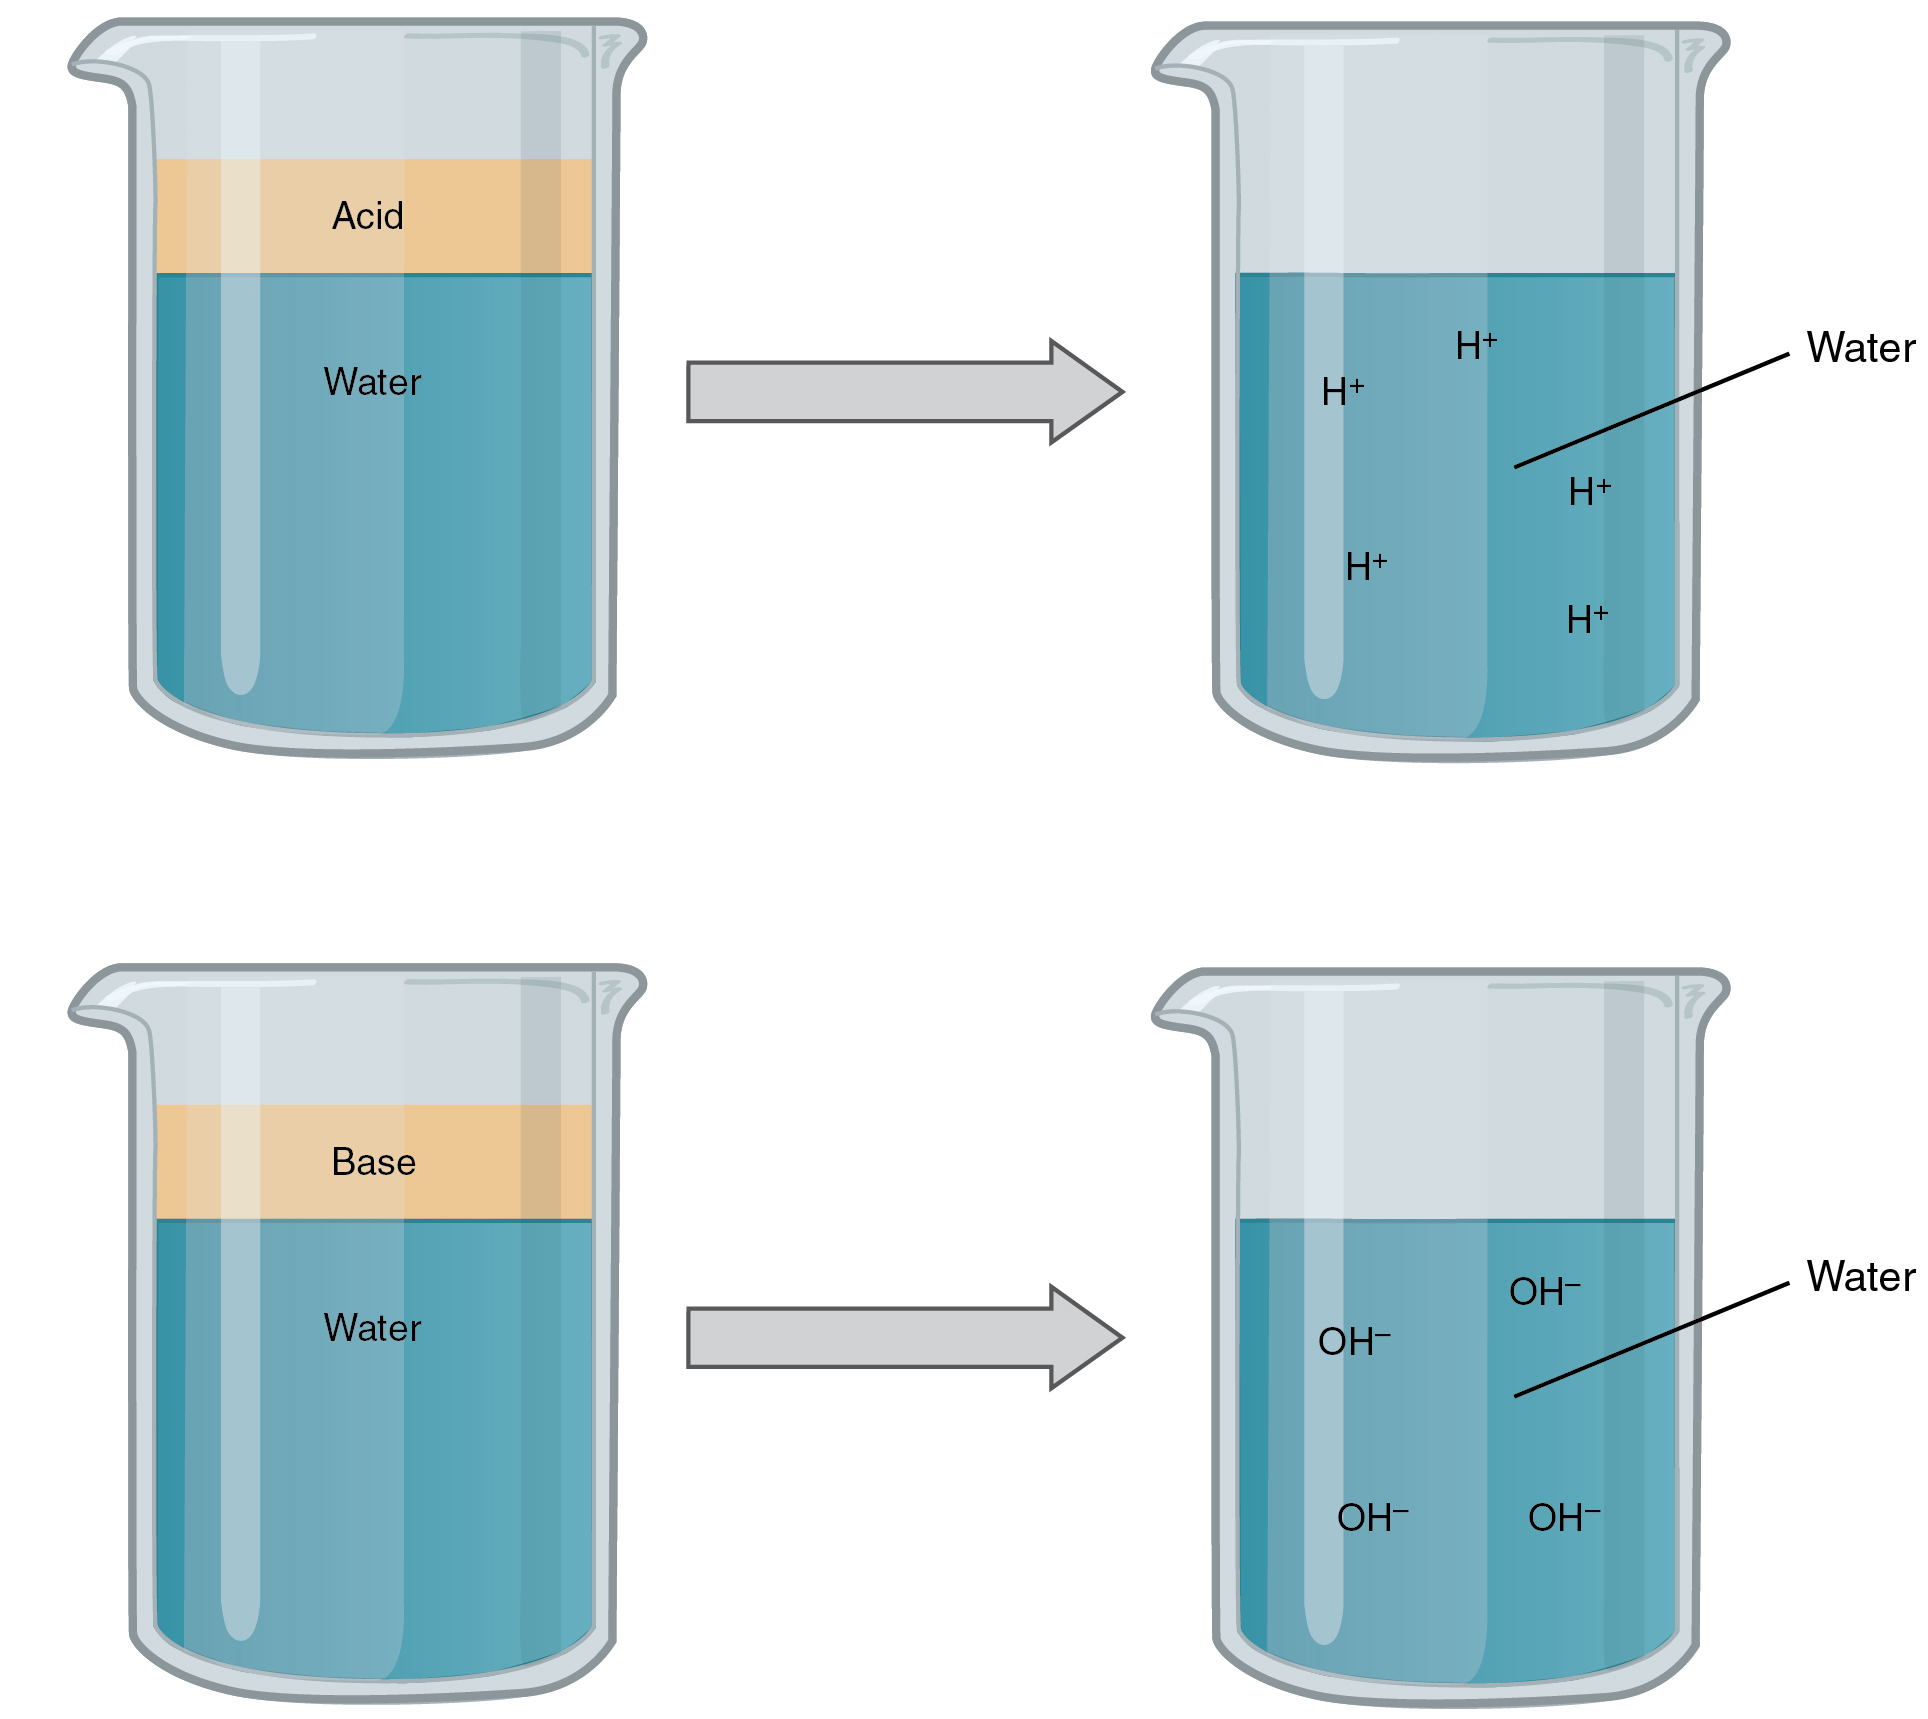 Acid
Water
H⁺
H⁺
Water
H⁺
H⁺
H⁺
Base
Water
OH⁻
OH⁻
Water
OH⁻
OH⁻